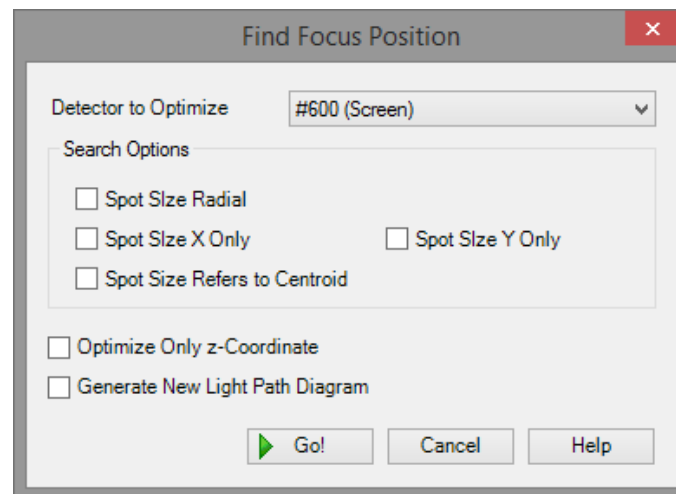 Find Focus Position
Detector to Optimize #600 (Screen)
Search Options
Spot SIze Radial
Spot SIze X Only Spot SIze Y Only
Spot Size Refers to Centroid
Optimize Only z-Coordinate
Generate New Light Path Diagram
Go! Cancel Help